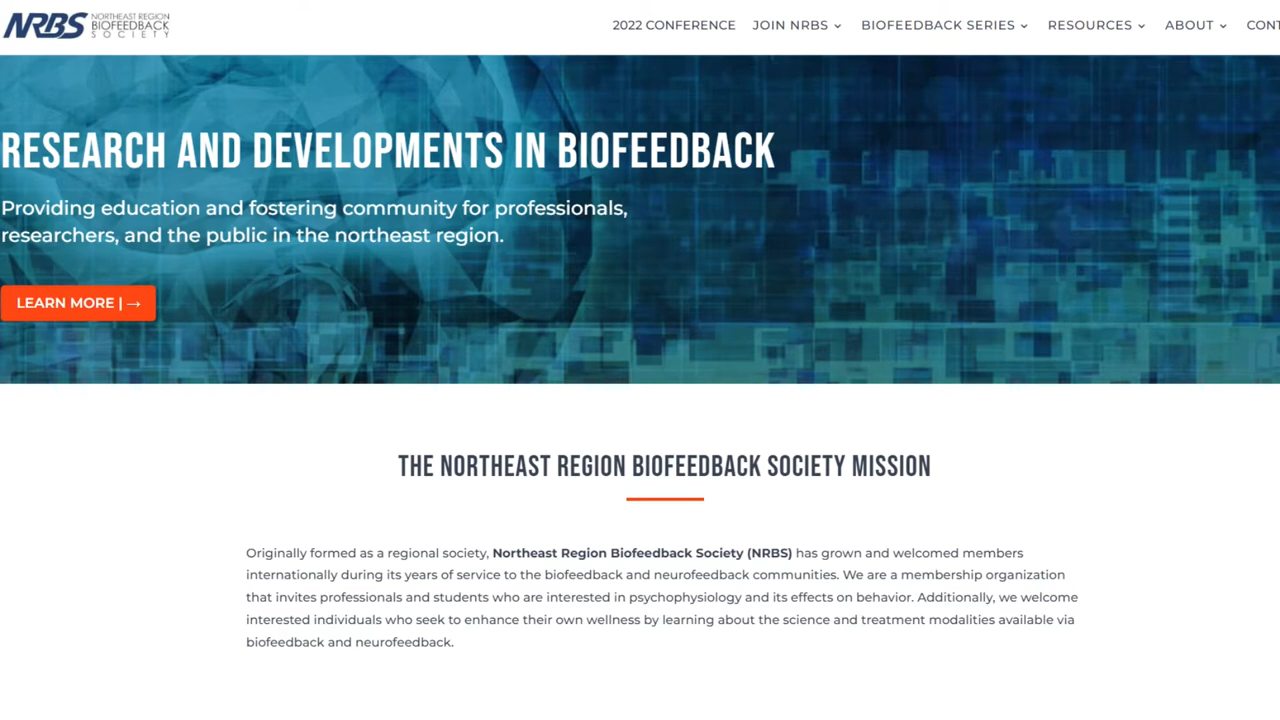 NRBS NORTHEAST REGION
BIOFEEDBACK
SOCIETY
2022 CONFERENCE JOIN NRBS BIOFEEDBACK SERIES RESOURCES ABOUT CONT
RESEARCH AND DEVELOPMENTS IN BIOFEEDBACK
Providing education and fostering community for professionals,
researchers, and the public in the northeast region.
LEARN MORE | →
THE NORTHEAST REGION BIOFEEDBACK SOCIETY MISSION
Originally formed as a regional society, Northeast Region Biofeedback Society (NRBS) has grown and welcomed members
internationally during its years of service to the biofeedback and neurofeedback communities. We are a membership organization
that invites professionals and students who are interested in psychophysiology and its effects on behavior. Additionally, we welcome
interested individuals who seek to enhance their own wellness by learning about the science and treatment modalities available via
biofeedback and neurofeedback.